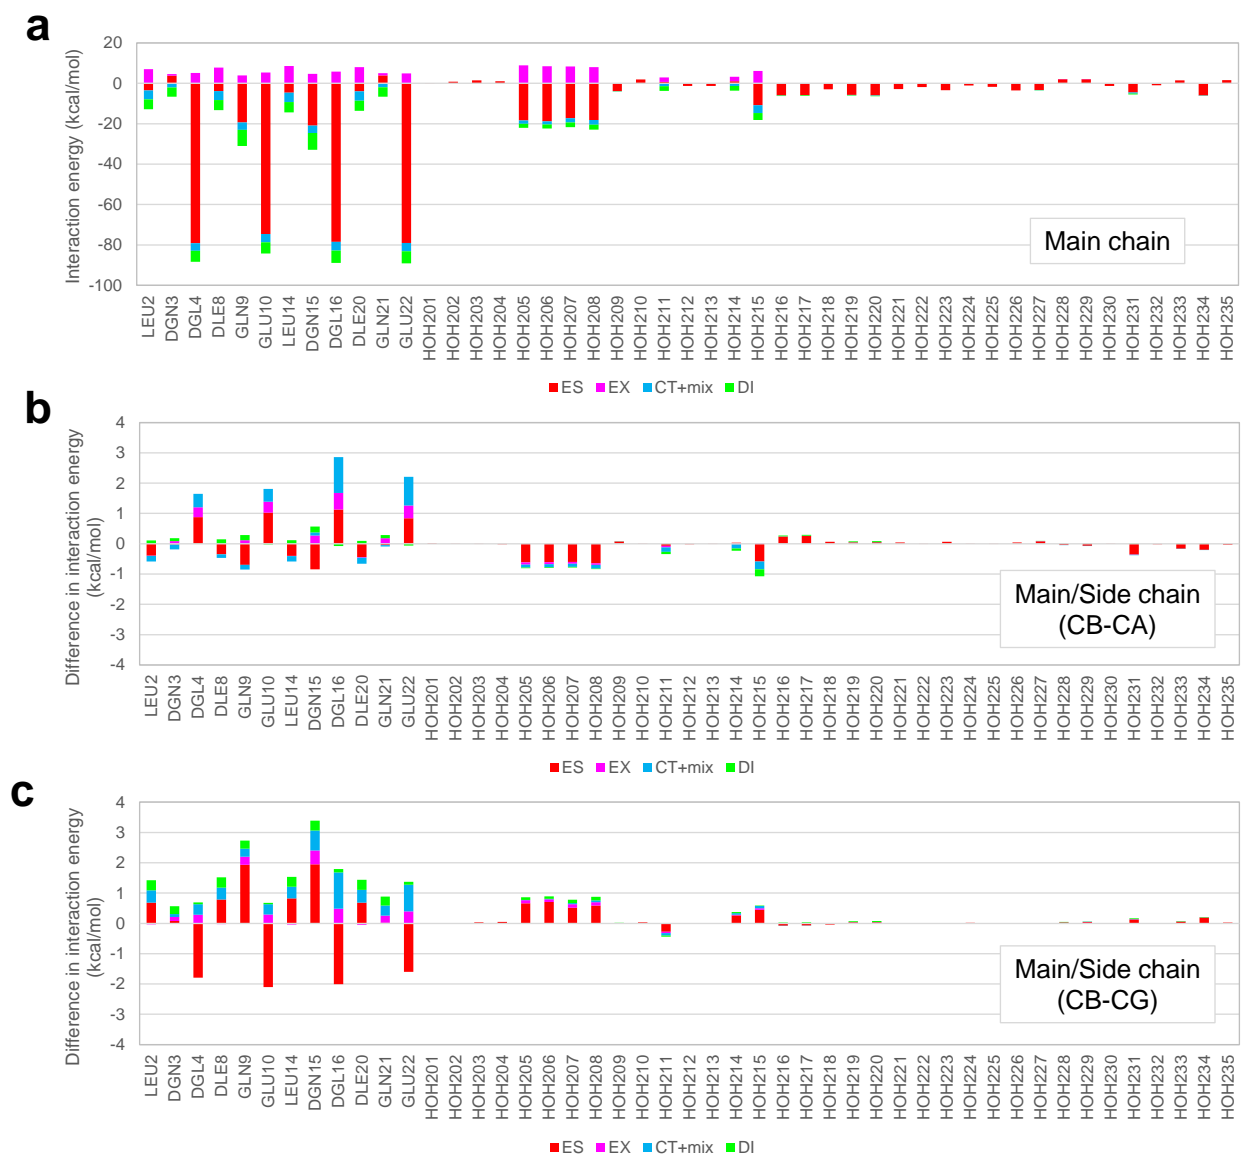 a
Interaction energy (kcal/mol)
20
0
-20
-40
-60
-80
-100
Main chain
LEU2
DGN3
DGL4
DLE8
GLN9
GLU10
LEU14
DGN15
DGL16
DLE20
GLN21
GLU22
HOH201
HOH202
HOH203
HOH204
HOH205
HOH206
HOH207
HOH208
HOH209
HOH210
HOH211
HOH212
HOH213
HOH214
HOH215
HOH216
HOH217
HOH218
HOH219
HOH220
HOH221
HOH222
HOH223
HOH224
HOH225
HOH226
HOH227
HOH228
HOH229
HOH230
HOH231
HOH232
HOH233
HOH234
HOH235
ES EX CT+mix DI
b
Difference in interaction energy
(kcal/mol)
4
3
2
1
0
-1
-2
-3
-4
Main/Side chain
(CB-CA)
LEU2
DGN3
DGL4
DLE8
GLN9
GLU10
LEU14
DGN15
DGL16
DLE20
GLN21
GLU22
HOH201
HOH202
HOH203
HOH204
HOH205
HOH206
HOH207
HOH208
HOH209
HOH210
HOH211
HOH212
HOH213
HOH214
HOH215
HOH216
HOH217
HOH218
HOH219
HOH220
HOH221
HOH222
HOH223
HOH224
HOH225
HOH226
HOH227
HOH228
HOH229
HOH230
HOH231
HOH232
HOH233
HOH234
HOH235
ES EX CT+mix DI
c
Difference in interaction energy
(kcal/mol)
4
3
2
1
0
-1
-2
-3
-4
Main/Side chain
(CB-CG)
LEU2
DGN3
DGL4
DLE8
GLN9
GLU10
LEU14
DGN15
DGL16
DLE20
GLN21
GLU22
HOH201
HOH202
HOH203
HOH204
HOH205
HOH206
HOH207
HOH208
HOH209
HOH210
HOH211
HOH212
HOH213
HOH214
HOH215
HOH216
HOH217
HOH218
HOH219
HOH220
HOH221
HOH222
HOH223
HOH224
HOH225
HOH226
HOH227
HOH228
HOH229
HOH230
HOH231
HOH232
HOH233
HOH234
HOH235
ES EX CT+mix DI